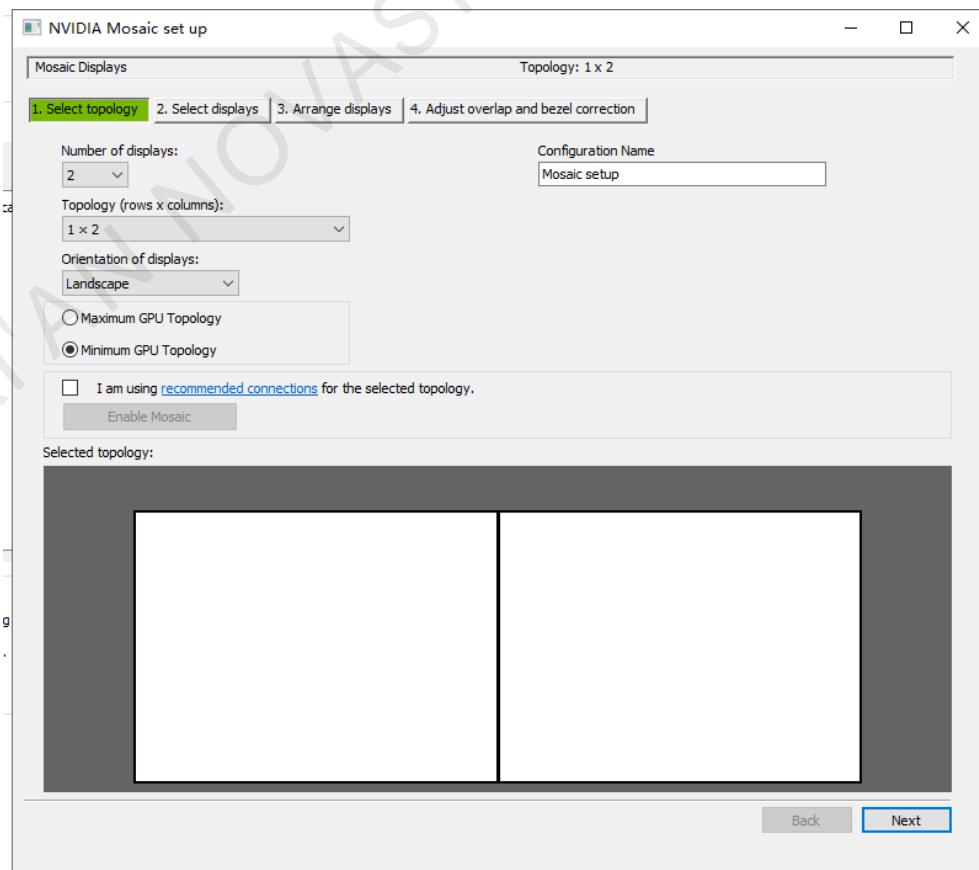 NVIDIA Mosaic set up
Mosaic Displays Topology: 1 x 2
1. Select topology 2. Select displays 3. Arrange displays 4. Adjust overlap and bezel correction
Number of displays:
2
Configuration Name
Mosaic setup
Topology (rows x columns):
1 × 2
Orientation of displays:
Landscape
Maximum GPU Topology
Minimum GPU Topology
I am using recommended connections for the selected topology.
Enable Mosaic
Selected topology:
Back Next